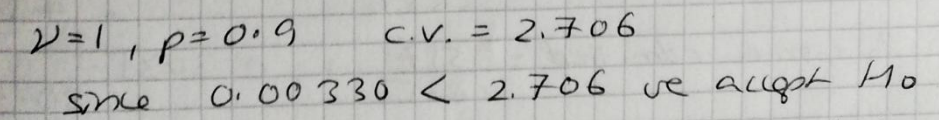 ν=1, p=0.9 c.v. = 2.706
since 0.00330 < 2.706 we accept H0